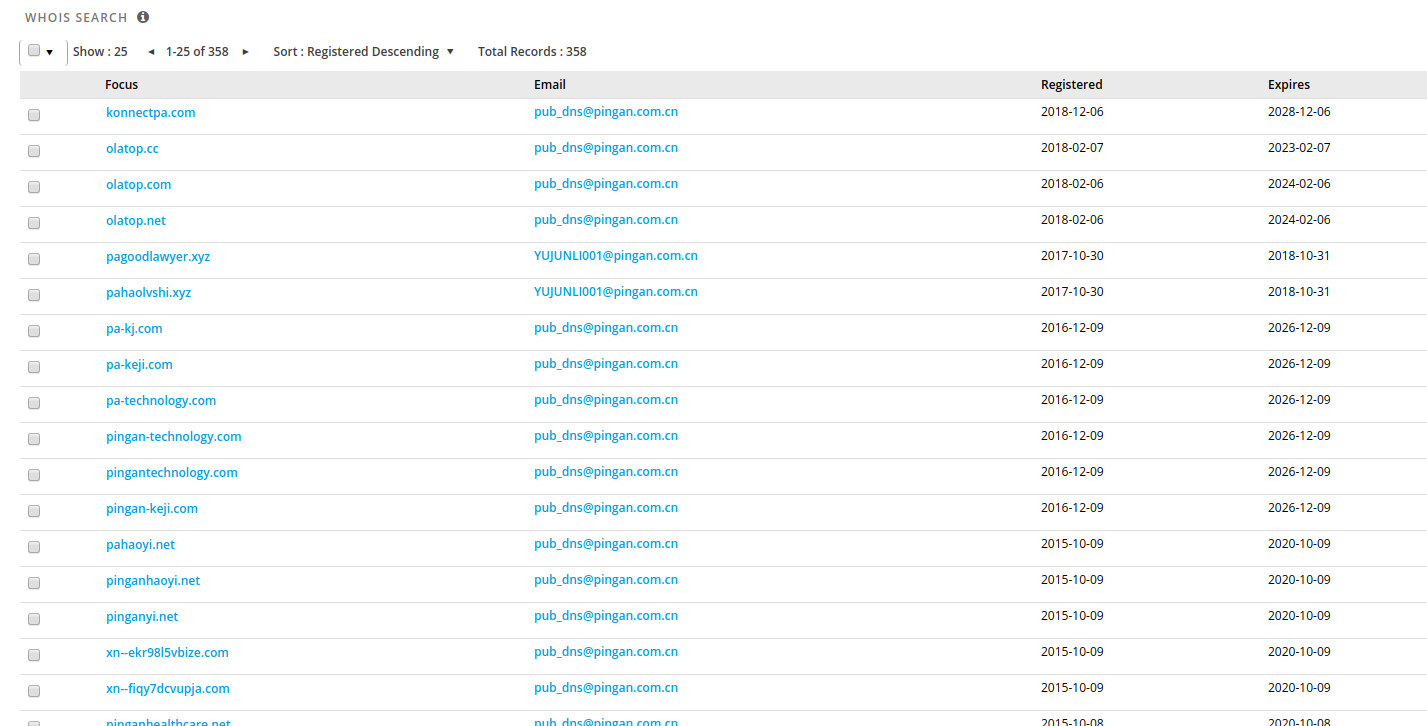 WHOIS SEARCH
Show : 25 ◄ 1-25 of 358 ► Sort : Registered Descending ▼ Total Records : 358
Focus Email Registered Expires
konnectpa.com pub_dns@pingan.com.cn 2018-12-06 2028-12-06
olatop.cc pub_dns@pingan.com.cn 2018-02-07 2023-02-07
olatop.com pub_dns@pingan.com.cn 2018-02-06 2024-02-06
olatop.net pub_dns@pingan.com.cn 2018-02-06 2024-02-06
pagoodlawyer.xyz YUJUNLI001@pingan.com.cn 2017-10-30 2018-10-31
pahaolvshi.xyz YUJUNLI001@pingan.com.cn 2017-10-30 2018-10-31
pa-kj.com pub_dns@pingan.com.cn 2016-12-09 2026-12-09
pa-keji.com pub_dns@pingan.com.cn 2016-12-09 2026-12-09
pa-technology.com pub_dns@pingan.com.cn 2016-12-09 2026-12-09
pingan-technology.com pub_dns@pingan.com.cn 2016-12-09 2026-12-09
pingantechnology.com pub_dns@pingan.com.cn 2016-12-09 2026-12-09
pingan-keji.com pub_dns@pingan.com.cn 2016-12-09 2026-12-09
pahaoyi.net pub_dns@pingan.com.cn 2015-10-09 2020-10-09
pinganhaoyi.net pub_dns@pingan.com.cn 2015-10-09 2020-10-09
pinganyi.net pub_dns@pingan.com.cn 2015-10-09 2020-10-09
xn--ekr98l5vbize.com pub_dns@pingan.com.cn 2015-10-09 2020-10-09
xn--fiqy7dcvupja.com pub_dns@pingan.com.cn 2015-10-09 2020-10-09
pinganhealthcare.net pub_dns@pingan.com.cn 2015-10-08 2020-10-08